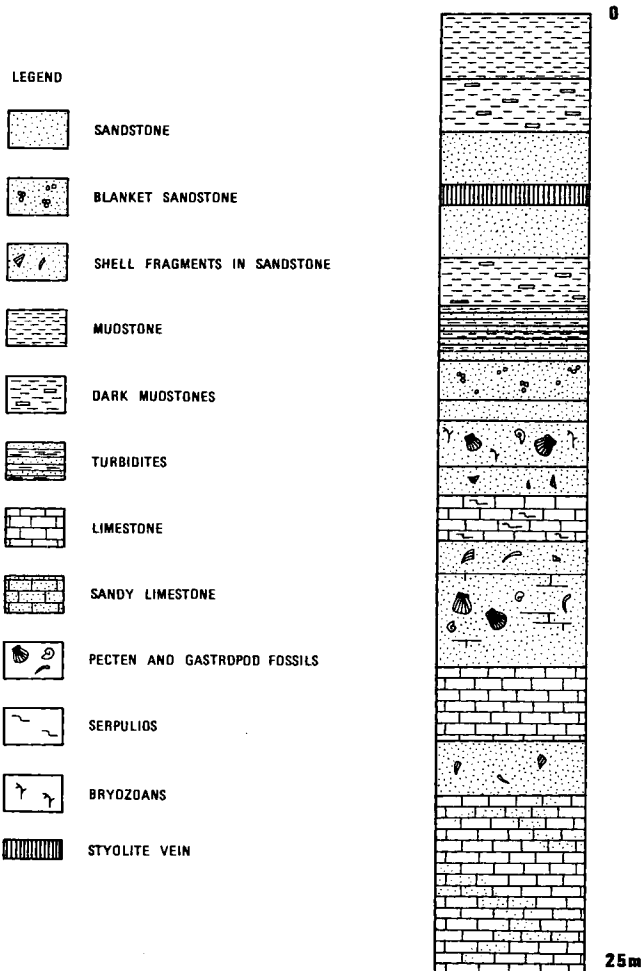 0
LEGEND
SANDSTONE
BLANKET SANDSTONE
SHELL FRAGMENTS IN SANDSTONE
MUDSTONE
DARK MUDSTONES
TURBIDITES
LIMESTONE
SANDY LIMESTONE
PECTEN AND GASTROPOD FOSSILS
SERPULIOS
BRYOZOANS
STYOLITE VEIN
25m